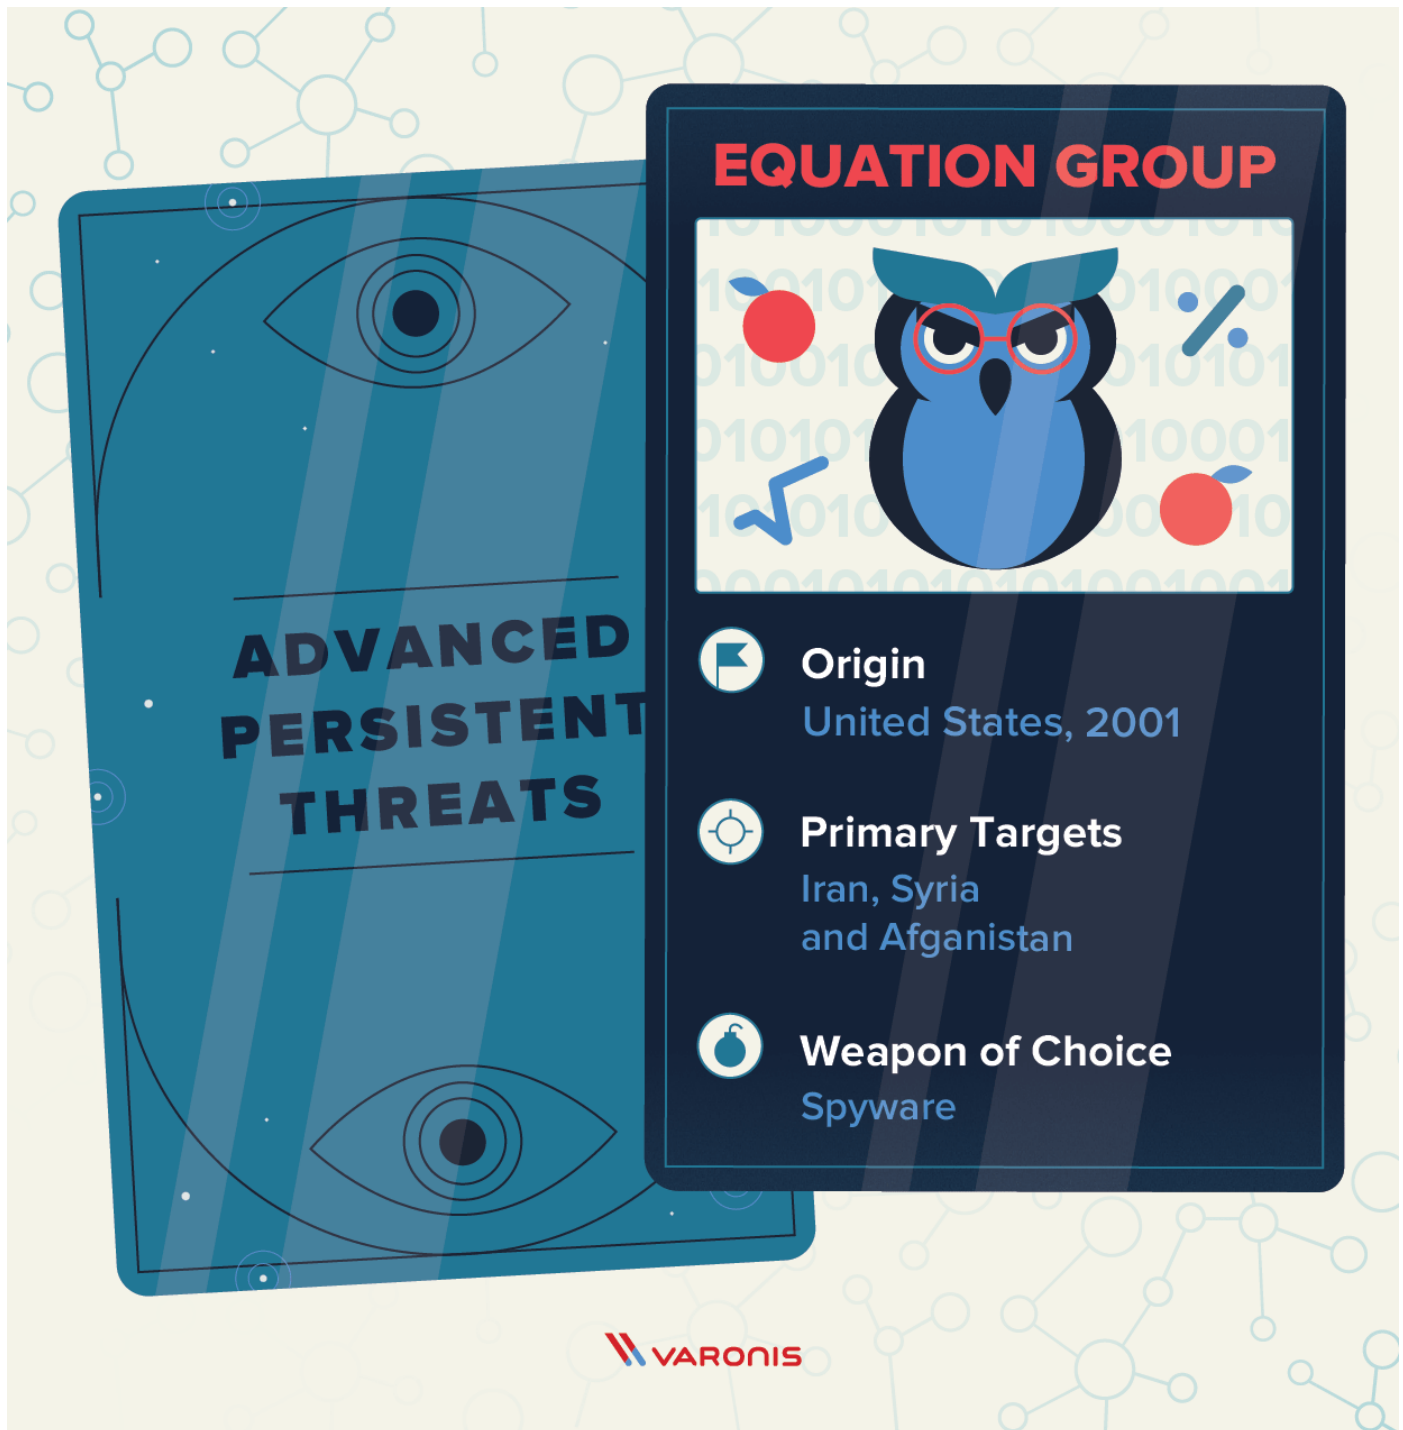 ADVANCED
PERSISTENT
THREATS
EQUATION GROUP
Origin
United States, 2001
Primary Targets
Iran, Syria
and Afganistan
Weapon of Choice
Spyware
VARONIS